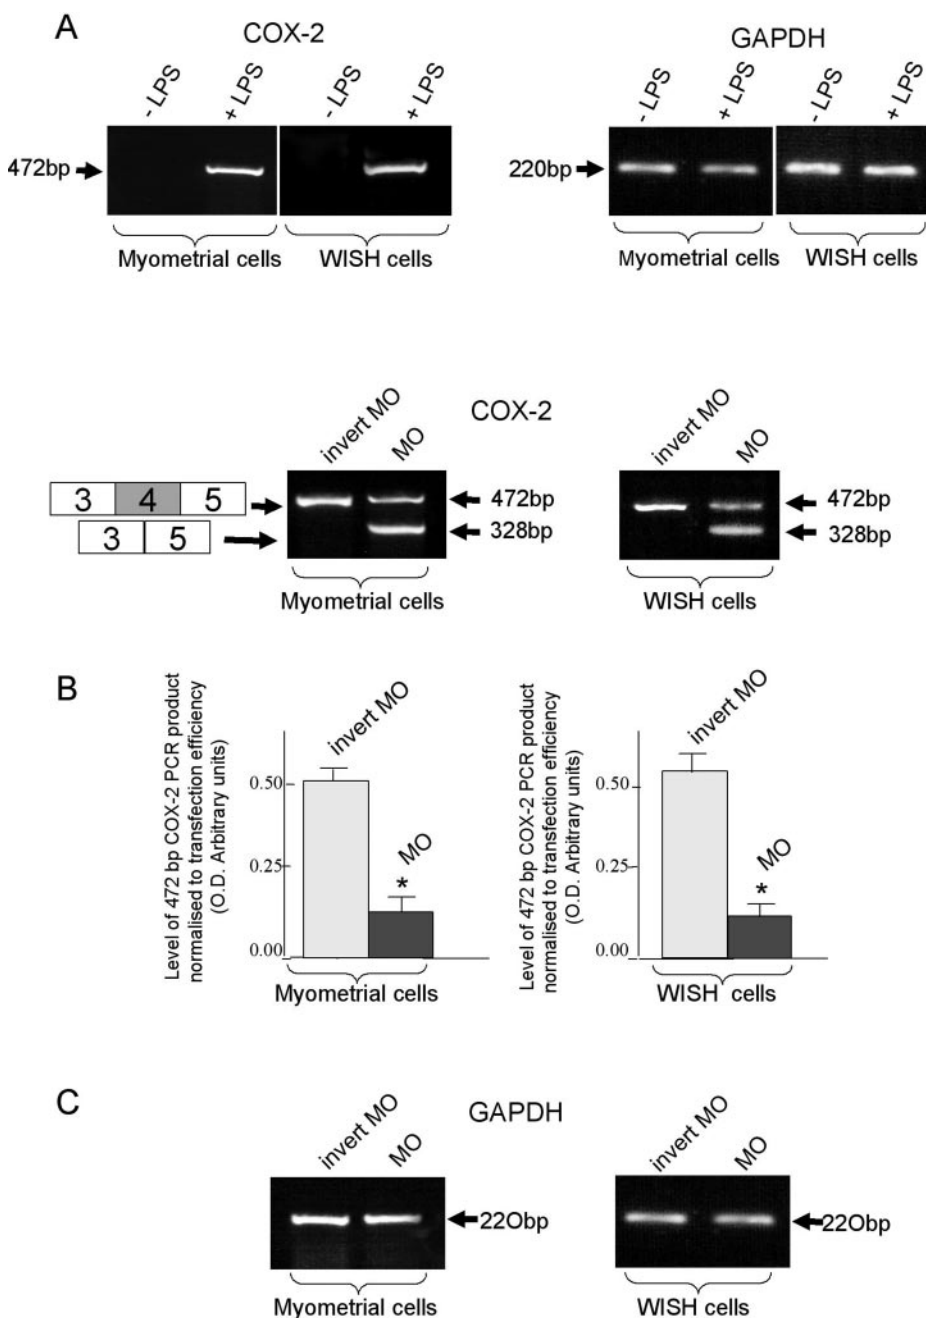 A
COX-2
GAPDH
- LPS
+ LPS
- LPS
+ LPS
- LPS
+ LPS
- LPS
+ LPS
472bp
220bp
Myometrial cells
WISH cells
Myometrial cells
WISH cells
COX-2
invert MO
MO
invert MO
MO
3 4 5
3 5
472bp
328bp
472bp
328bp
Myometrial cells
WISH cells
B
Level of 472 bp COX-2 PCR product
normalised to transfection efficiency
(O.D. Arbitrary units)
0.50
0.25
0.00
invert MO
MO
*
Myometrial cells
Level of 472 bp COX-2 PCR product
normalised to transfection efficiency
(O.D. Arbitrary units)
0.50
0.25
0.00
invert MO
MO
*
WISH cells
C
GAPDH
invert MO
MO
invert MO
MO
22Obp
22Obp
Myometrial cells
WISH cells